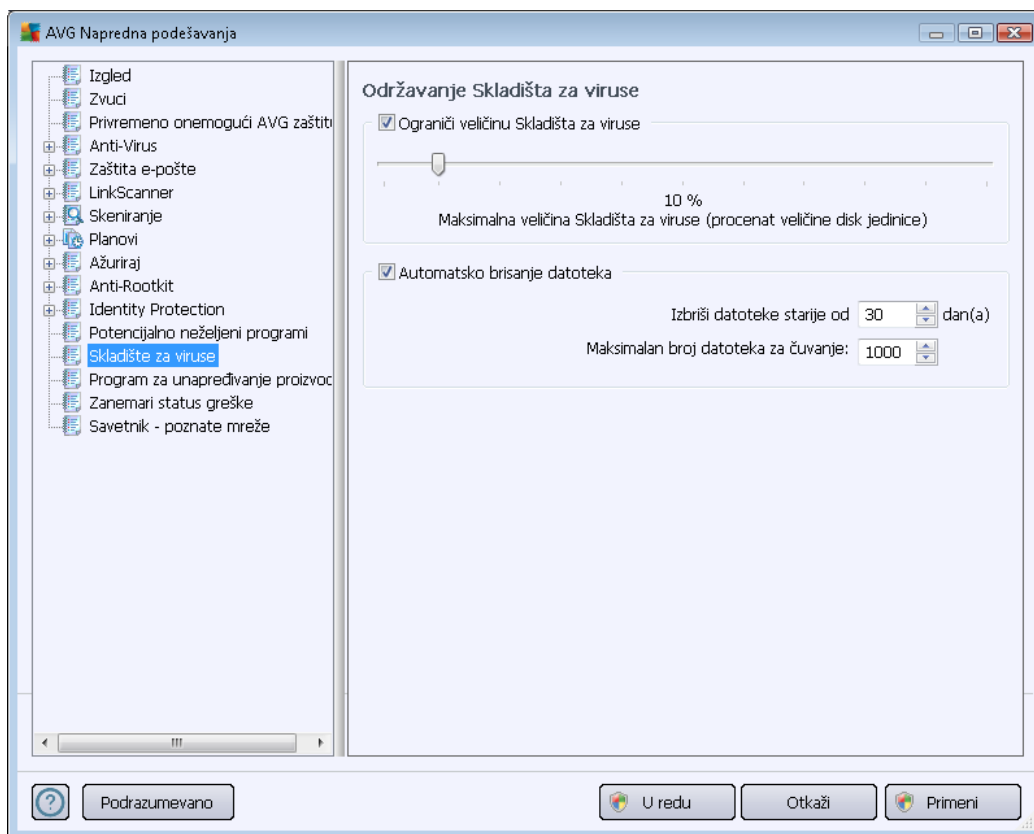 AVG Napredna podešavanja
Izgled
Zvuci
Privremeno onemogući AVG zaštitu
Anti-Virus
Zaštita e-pošte
LinkScanner
Skeniranje
Planovi
Ažuriraj
Anti-Rootkit
Identity Protection
Potencijalno neželjeni programi
Skladište za viruse
Program za unapređivanje proizvod
Zanemari status greške
Savetnik - poznate mreže
Održavanje Skladišta za viruse
Ograniči veličinu Skladišta za viruse
10 %
Maksimalna veličina Skladišta za viruse (procenat veličine disk jedinice)
Automatsko brisanje datoteka
Izbriši datoteke starije od 30 dan(a)
Maksimalan broj datoteka za čuvanje: 1000
Podrazumevano
U redu
Otkaži
Primeni